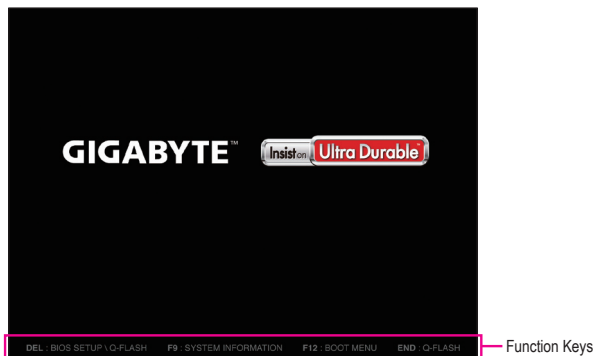 GIGABYTE™
Insist on Ultra Durable™
DEL : BIOS SETUP \ Q-FLASH F9 : SYSTEM INFORMATION F12 : BOOT MENU END : Q-FLASH
Function Keys